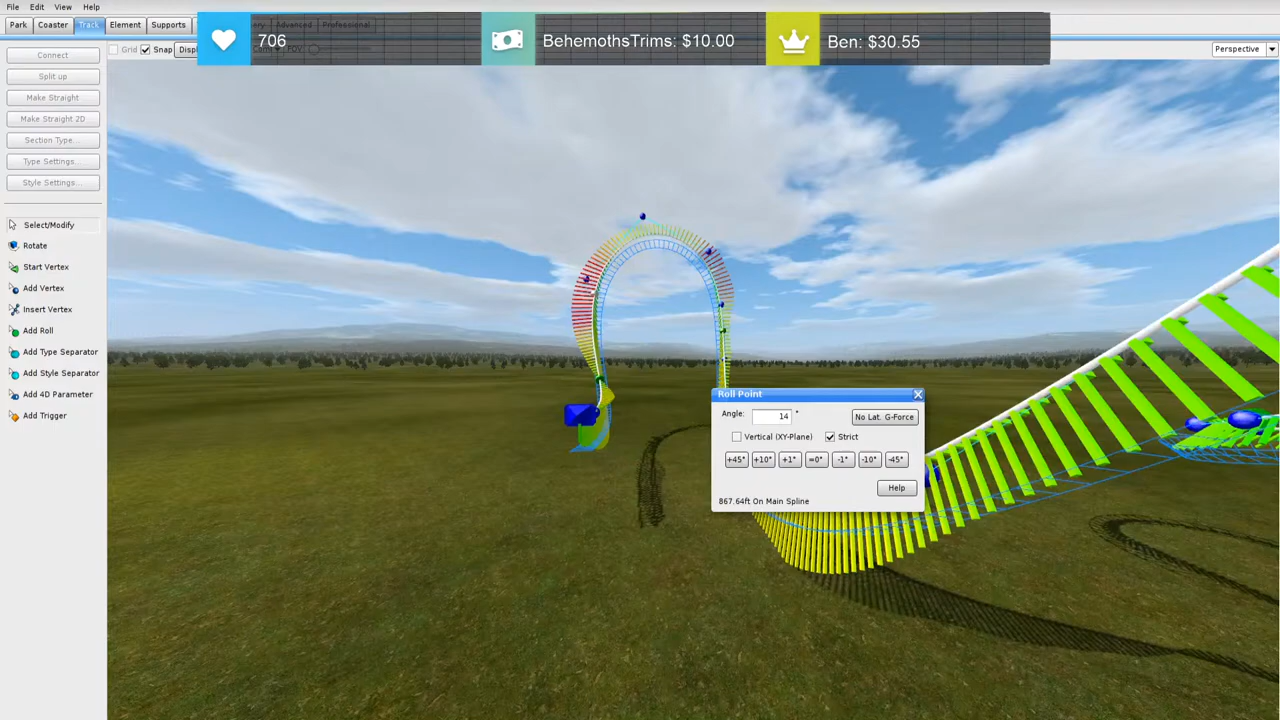 File Edit View Help
Park Coaster Track Element Supports Advanced Professional
706
BehemothsTrims: $10.00
Ben: $30.55
Grid Snap FOV
Perspective
Connect
Split up
Make Straight
Make Straight 2D
Section Type...
Type Settings...
Style Settings...
Select/Modify
Rotate
Start Vertex
Add Vertex
Insert Vertex
Add Roll
Add Type Separator
Add Style Separator
Add 4D Parameter
Add Trigger
Roll Point
Angle: 14 ° No Lat. G-Force
Vertical (XY-Plane) Strict
+45° +10° +1° =0° -1° -10° -45°
Help
867.64ft On Main Spline